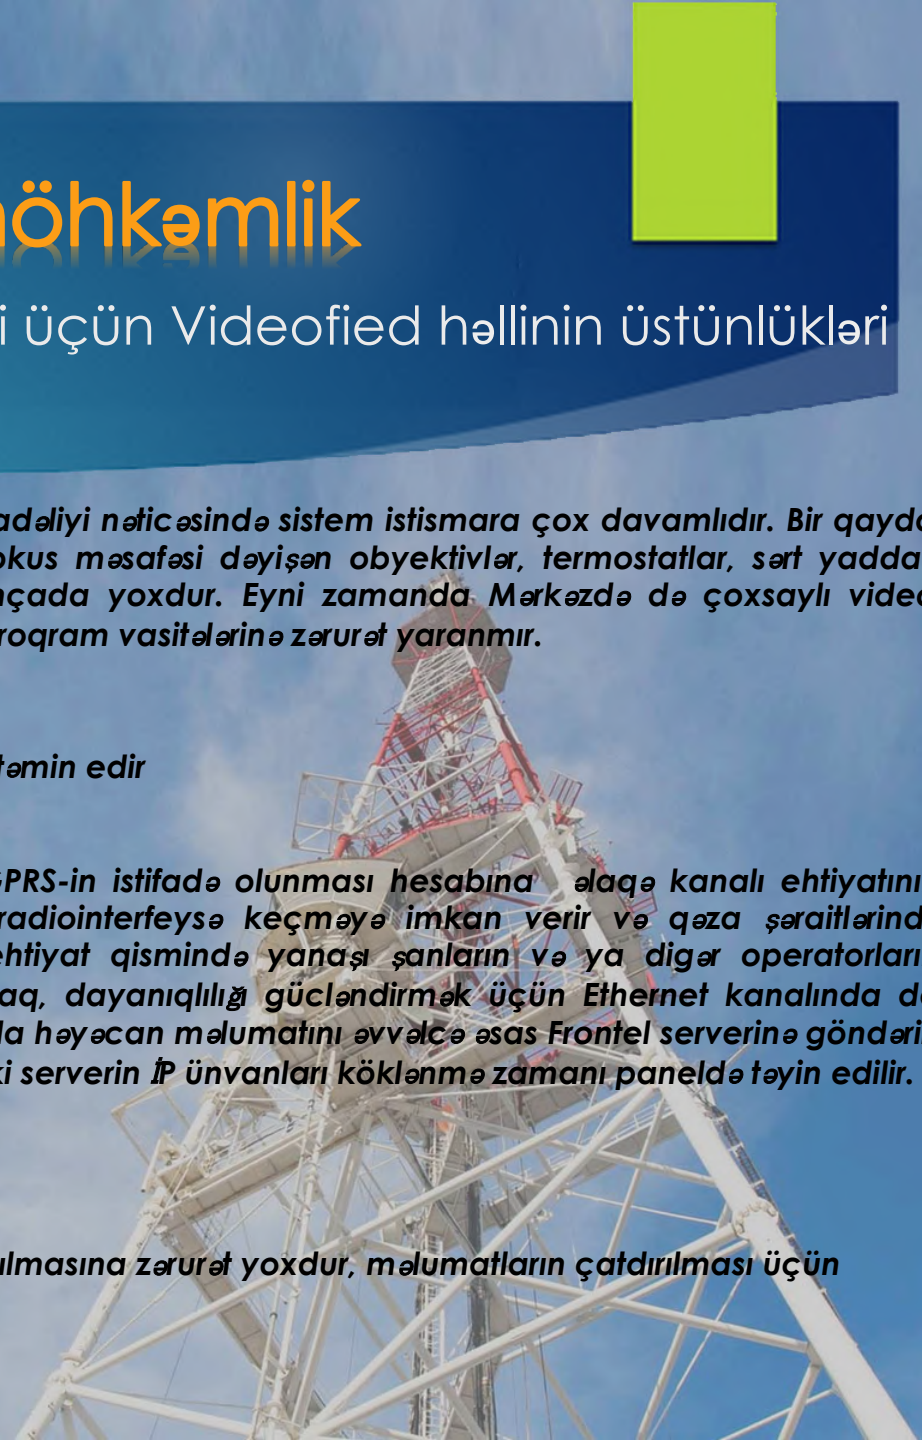 möhkəmlik
i üçün Videofied həllinin üstünlükləri
adəliyi nəticəsində sistem istismara çox davamlıdır. Bir qayda
okus məsafəsi dəyişən obyektivlər, termostatlar, sərt yadda
nçada yoxdur. Eyni zamanda Mərkəzdə də çoxsaylı video
roqram vasitələrinə zərurət yaranmır.
təmin edir
GPRS-in istifadə olunması hesabına əlaqə kanalı ehtiyatını
radiointerfeysə keçməyə imkan verir və qəza şəraitlərind
ehtiyat qismində yanaşı şanların və ya digər operatorları
aq, dayanıqlılığı gücləndirmək üçün Ethernet kanalında də
da həyəcan məlumatını əvvəlcə əsas Frontel serverinə göndəri
ki serverin İP ünvanları köklənmə zamanı paneldə təyin edilir.
ılmasına zərurət yoxdur, məlumatların çatdırılması üçün